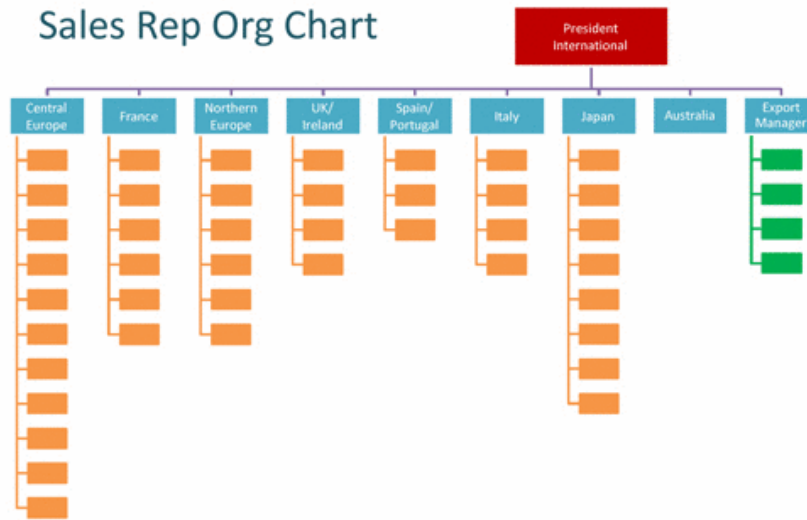 Sales Rep Org Chart
President
International
Central
Europe
France
Northern
Europe
UK/
Ireland
Spain/
Portugal
Italy
Japan
Australia
Export
Manager